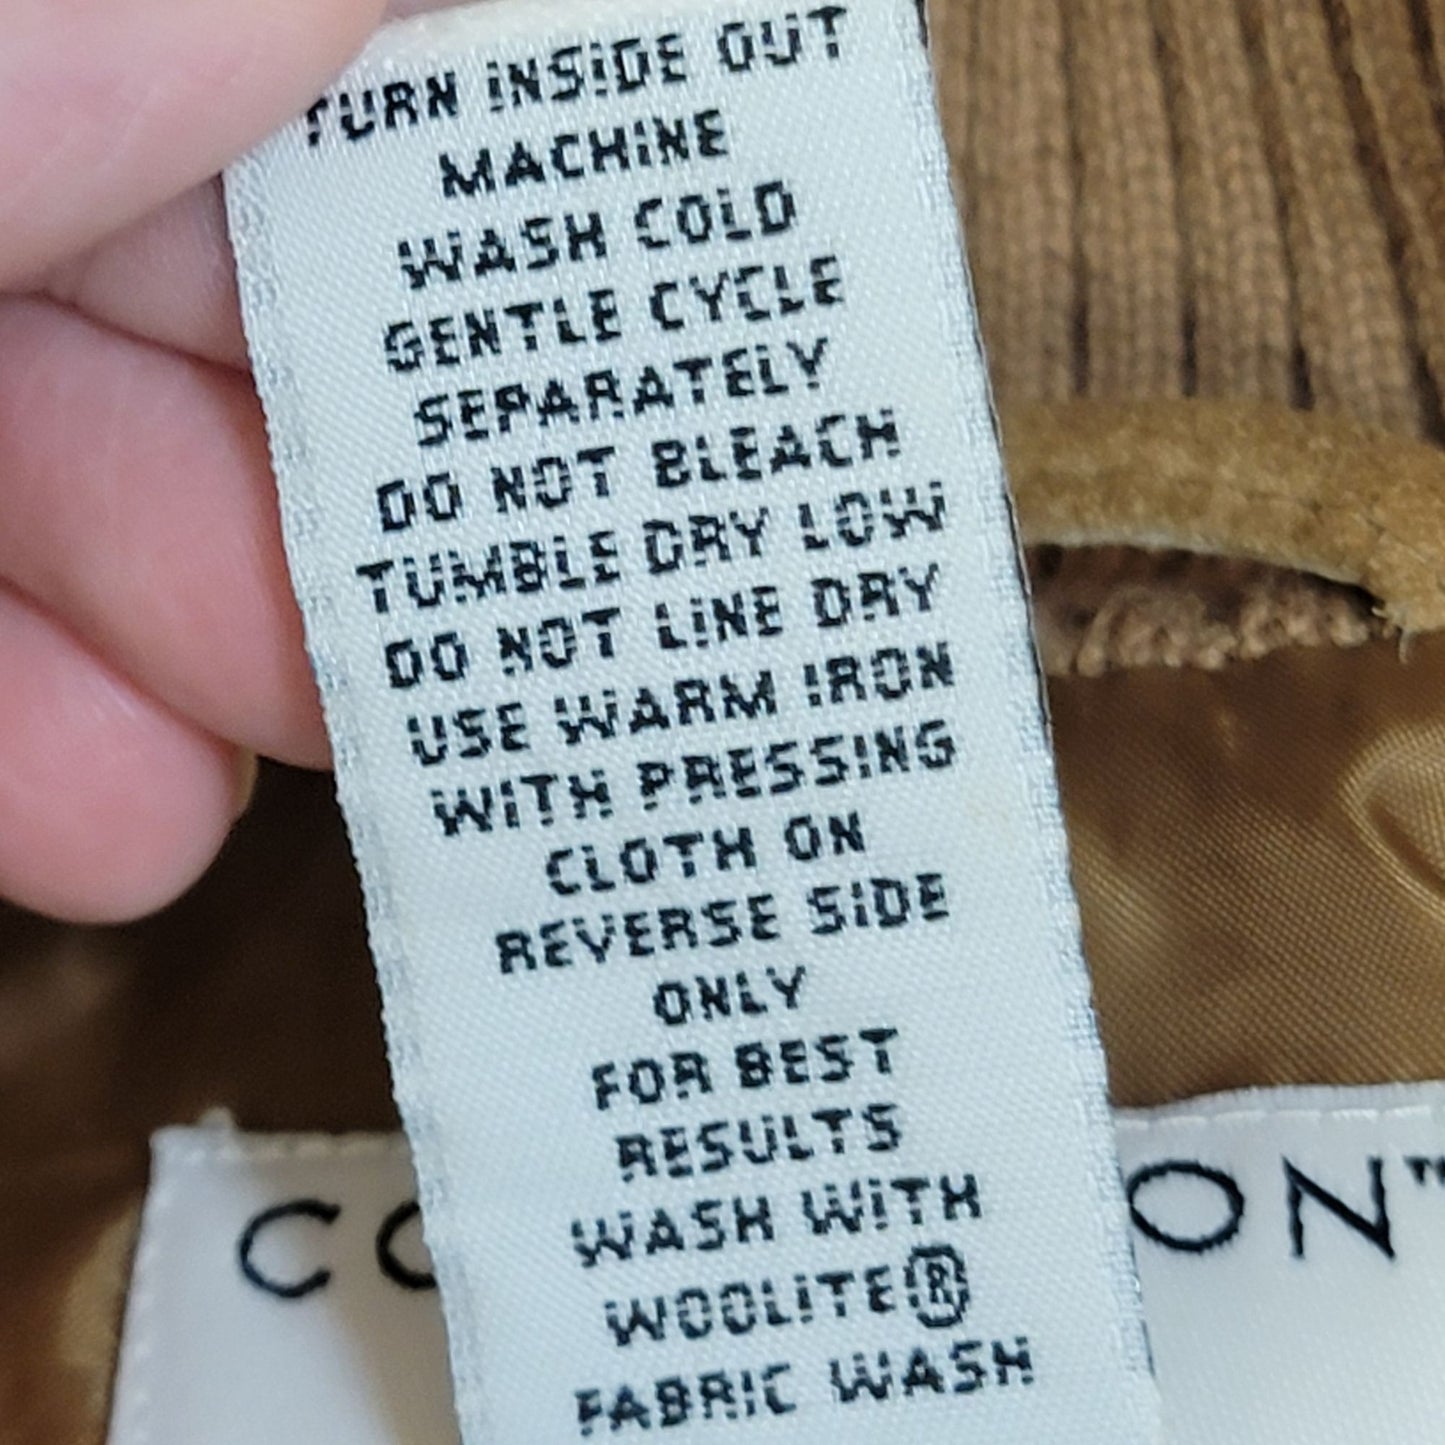 TURN INSIDE OUT
MACHINE
WASH COLD
GENTLE CYCLE
SEPARATELY
DO NOT BLEACH
TUMBLE DRY LOW
DO NOT LINE DRY
USE WARM IRON
WITH PRESSING
CLOTH ON
REVERSE SIDE
ONLY
FOR BEST
RESULTS
WASH WITH
WOOLITE®
FABRIC WASH